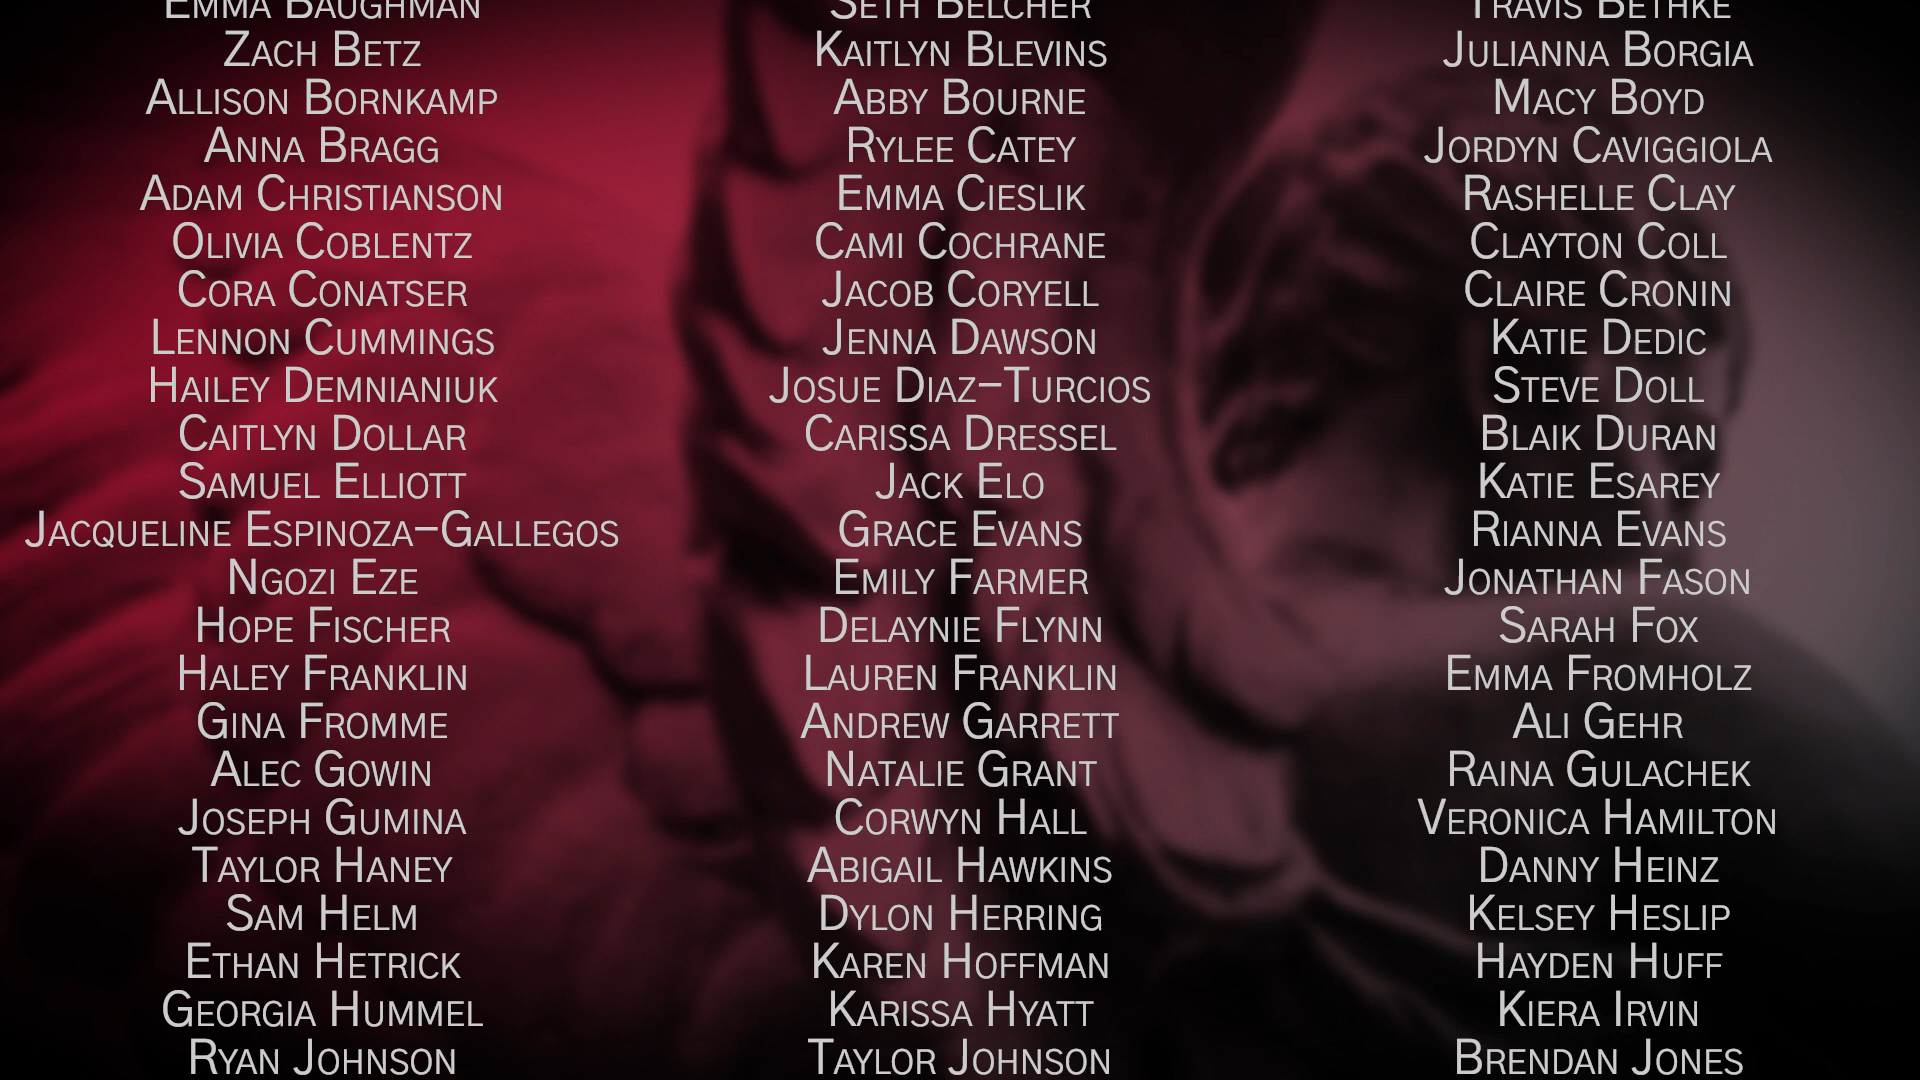 Emma Baughman Seth Belcher Travis Bethke
Zach Betz Kaitlyn Blevins Julianna Borgia
Allison Bornkamp Abby Bourne Macy Boyd
Anna Bragg Rylee Catey Jordyn Caviggiola
Adam Christianson Emma Cieslik Rashelle Clay
Olivia Coblentz Cami Cochrane Clayton Coll
Cora Conatser Jacob Coryell Claire Cronin
Lennon Cummings Jenna Dawson Katie Dedic
Hailey Demnianiuk Josue Diaz-Turcios Steve Doll
Caitlyn Dollar Carissa Dressel Blaik Duran
Samuel Elliott Jack Elo Katie Esarey
Jacqueline Espinoza-Gallegos Grace Evans Rianna Evans
Ngozi Eze Emily Farmer Jonathan Fason
Hope Fischer Delaynie Flynn Sarah Fox
Haley Franklin Lauren Franklin Emma Fromholz
Gina Fromme Andrew Garrett Ali Gehr
Alec Gowin Natalie Grant Raina Gulachek
Joseph Gumina Corwyn Hall Veronica Hamilton
Taylor Haney Abigail Hawkins Danny Heinz
Sam Helm Dylon Herring Kelsey Heslip
Ethan Hetrick Karen Hoffman Hayden Huff
Georgia Hummel Karissa Hyatt Kiera Irvin
Ryan Johnson Taylor Johnson Brendan Jones